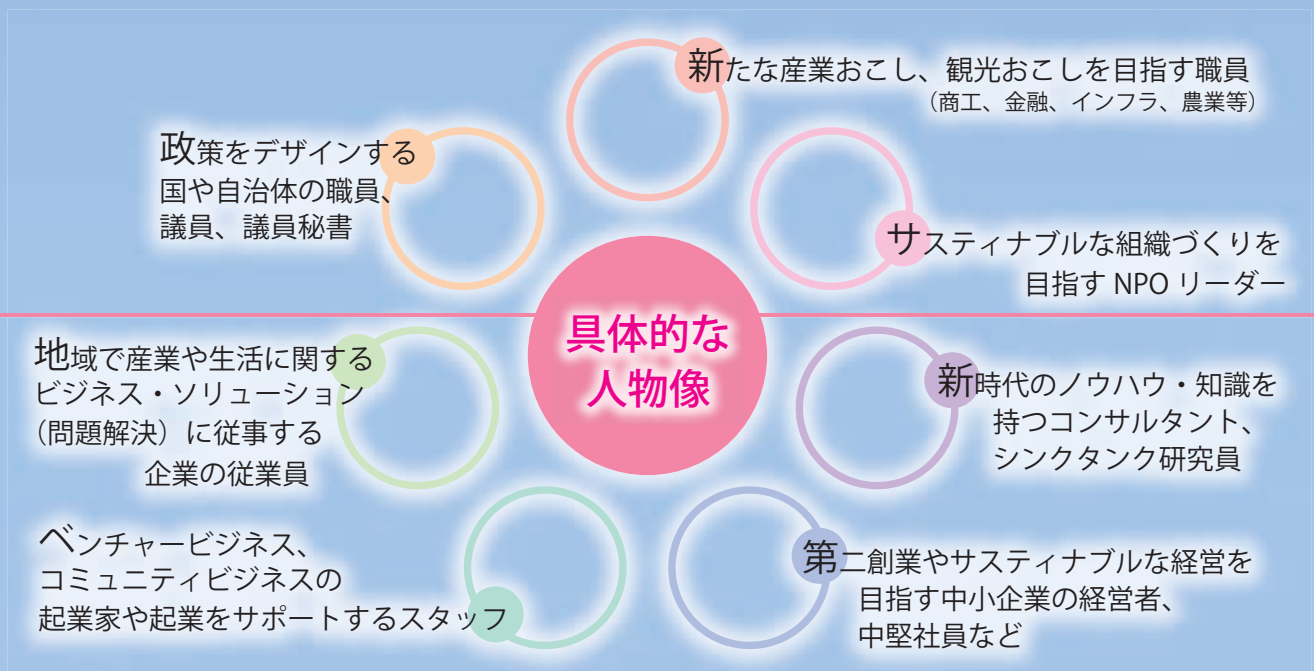 新たな産業おこし、観光おこしを目指す職員
（商工、金融、インフラ、農業等）
政策をデザインする
国や自治体の職員、
議員、議員秘書
サスティナブルな組織づくりを
目指す NPO リーダー
具体的な
人物像
地域で産業や生活に関する
ビジネス・ソリューション
（問題解決）に従事する
企業の従業員
新時代のノウハウ・知識を
持つコンサルタント、
シンクタンク研究員
ベンチャービジネス、
コミュニティビジネスの
起業家や起業をサポートするスタッフ
第二創業やサスティナブルな経営を
目指す中小企業の経営者、
中堅社員など